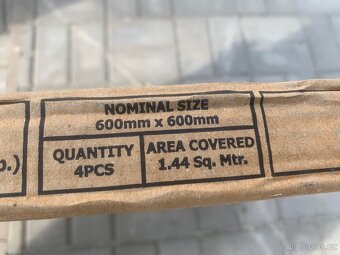 NOMINAL SIZE
600mm x 600mm
QUANTITY
4PCS
AREA COVERED
1.44 Sq. Mtr.